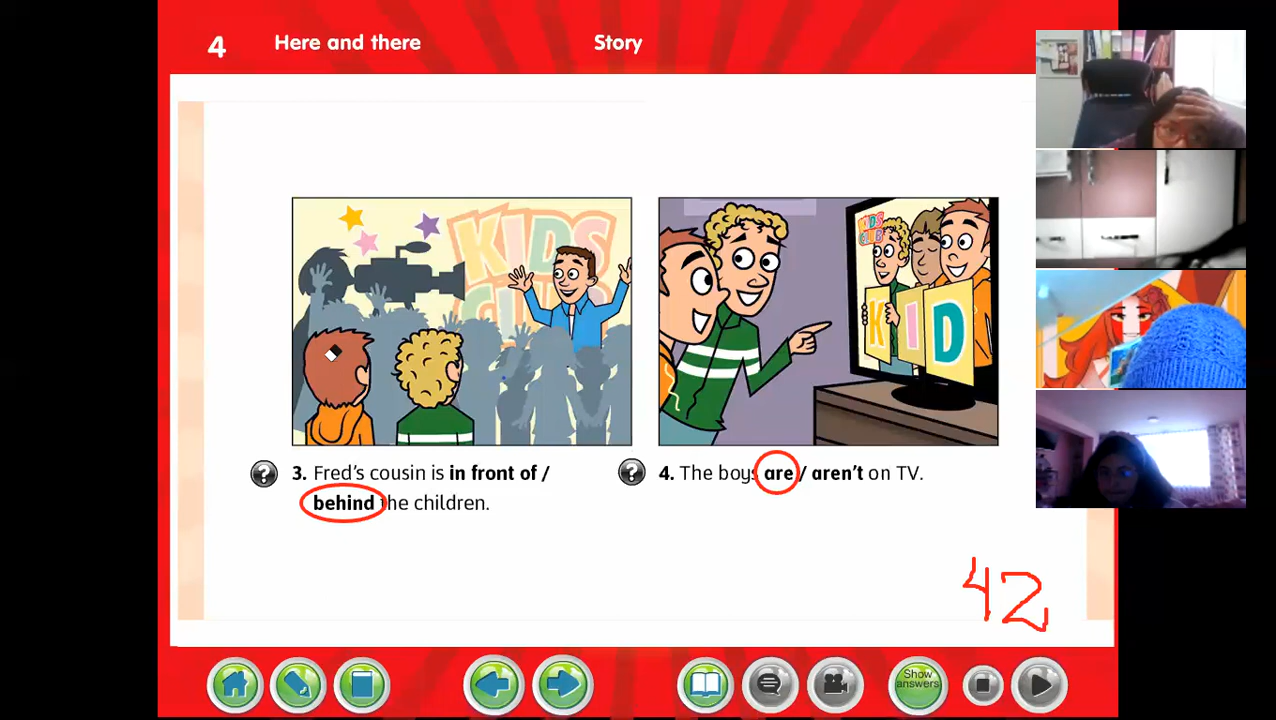 4 Here and there Story
KIDS
CLUB
KIDS
CLUB
K I D
3. Fred's cousin is in front of /
behind the children.
4. The boys are / aren't on TV.
42
Show
answers